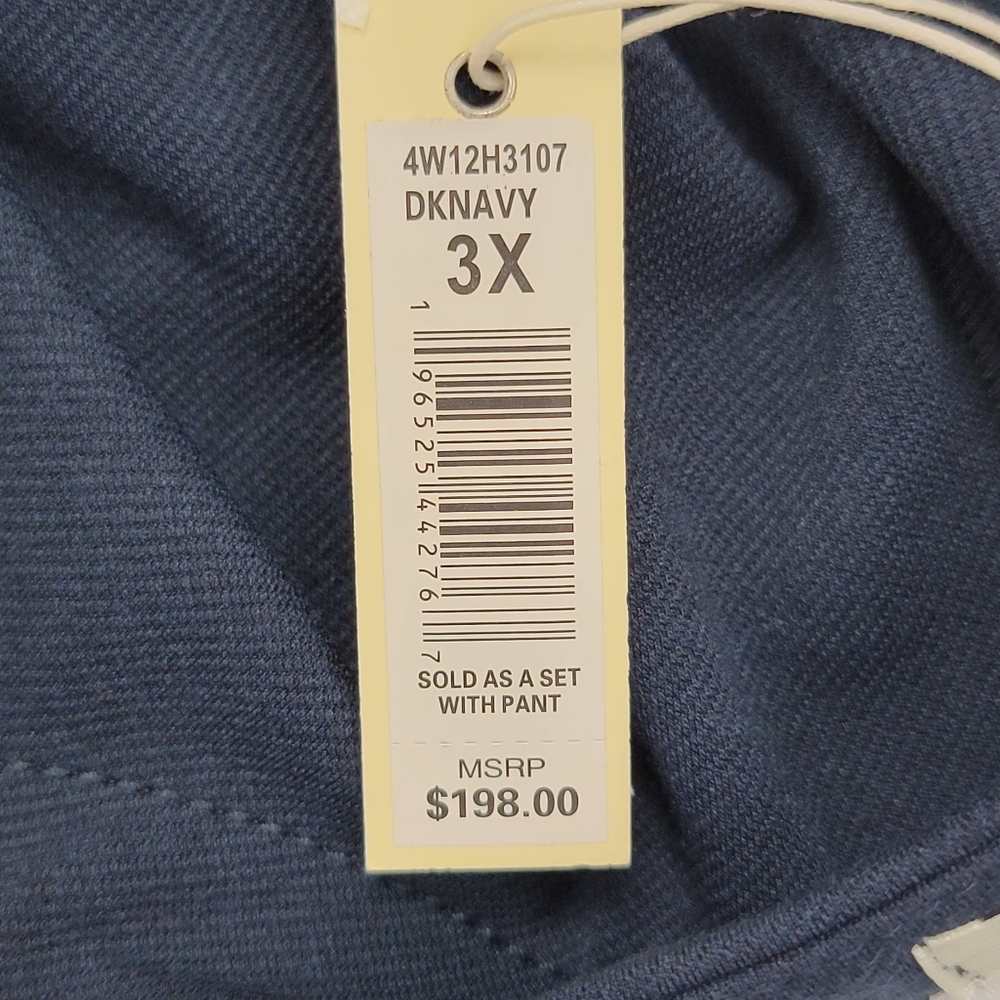 4W12H3107
DKNAVY
3X
1 96525 44276 7
SOLD AS A SET
WITH PANT
MSRP
$198.00